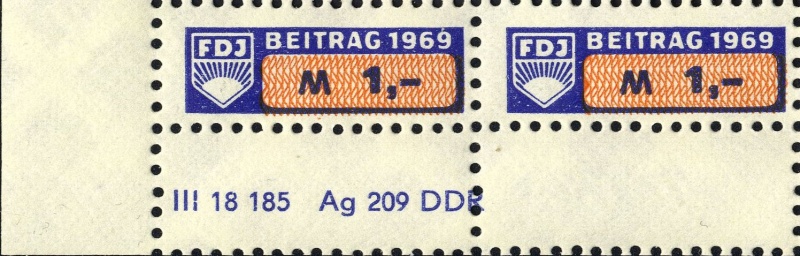 FDJ BEITRAG 1969
M 1,-
FDJ BEITRAG 1969
M 1,-
III 18 185 Ag 209 DDR